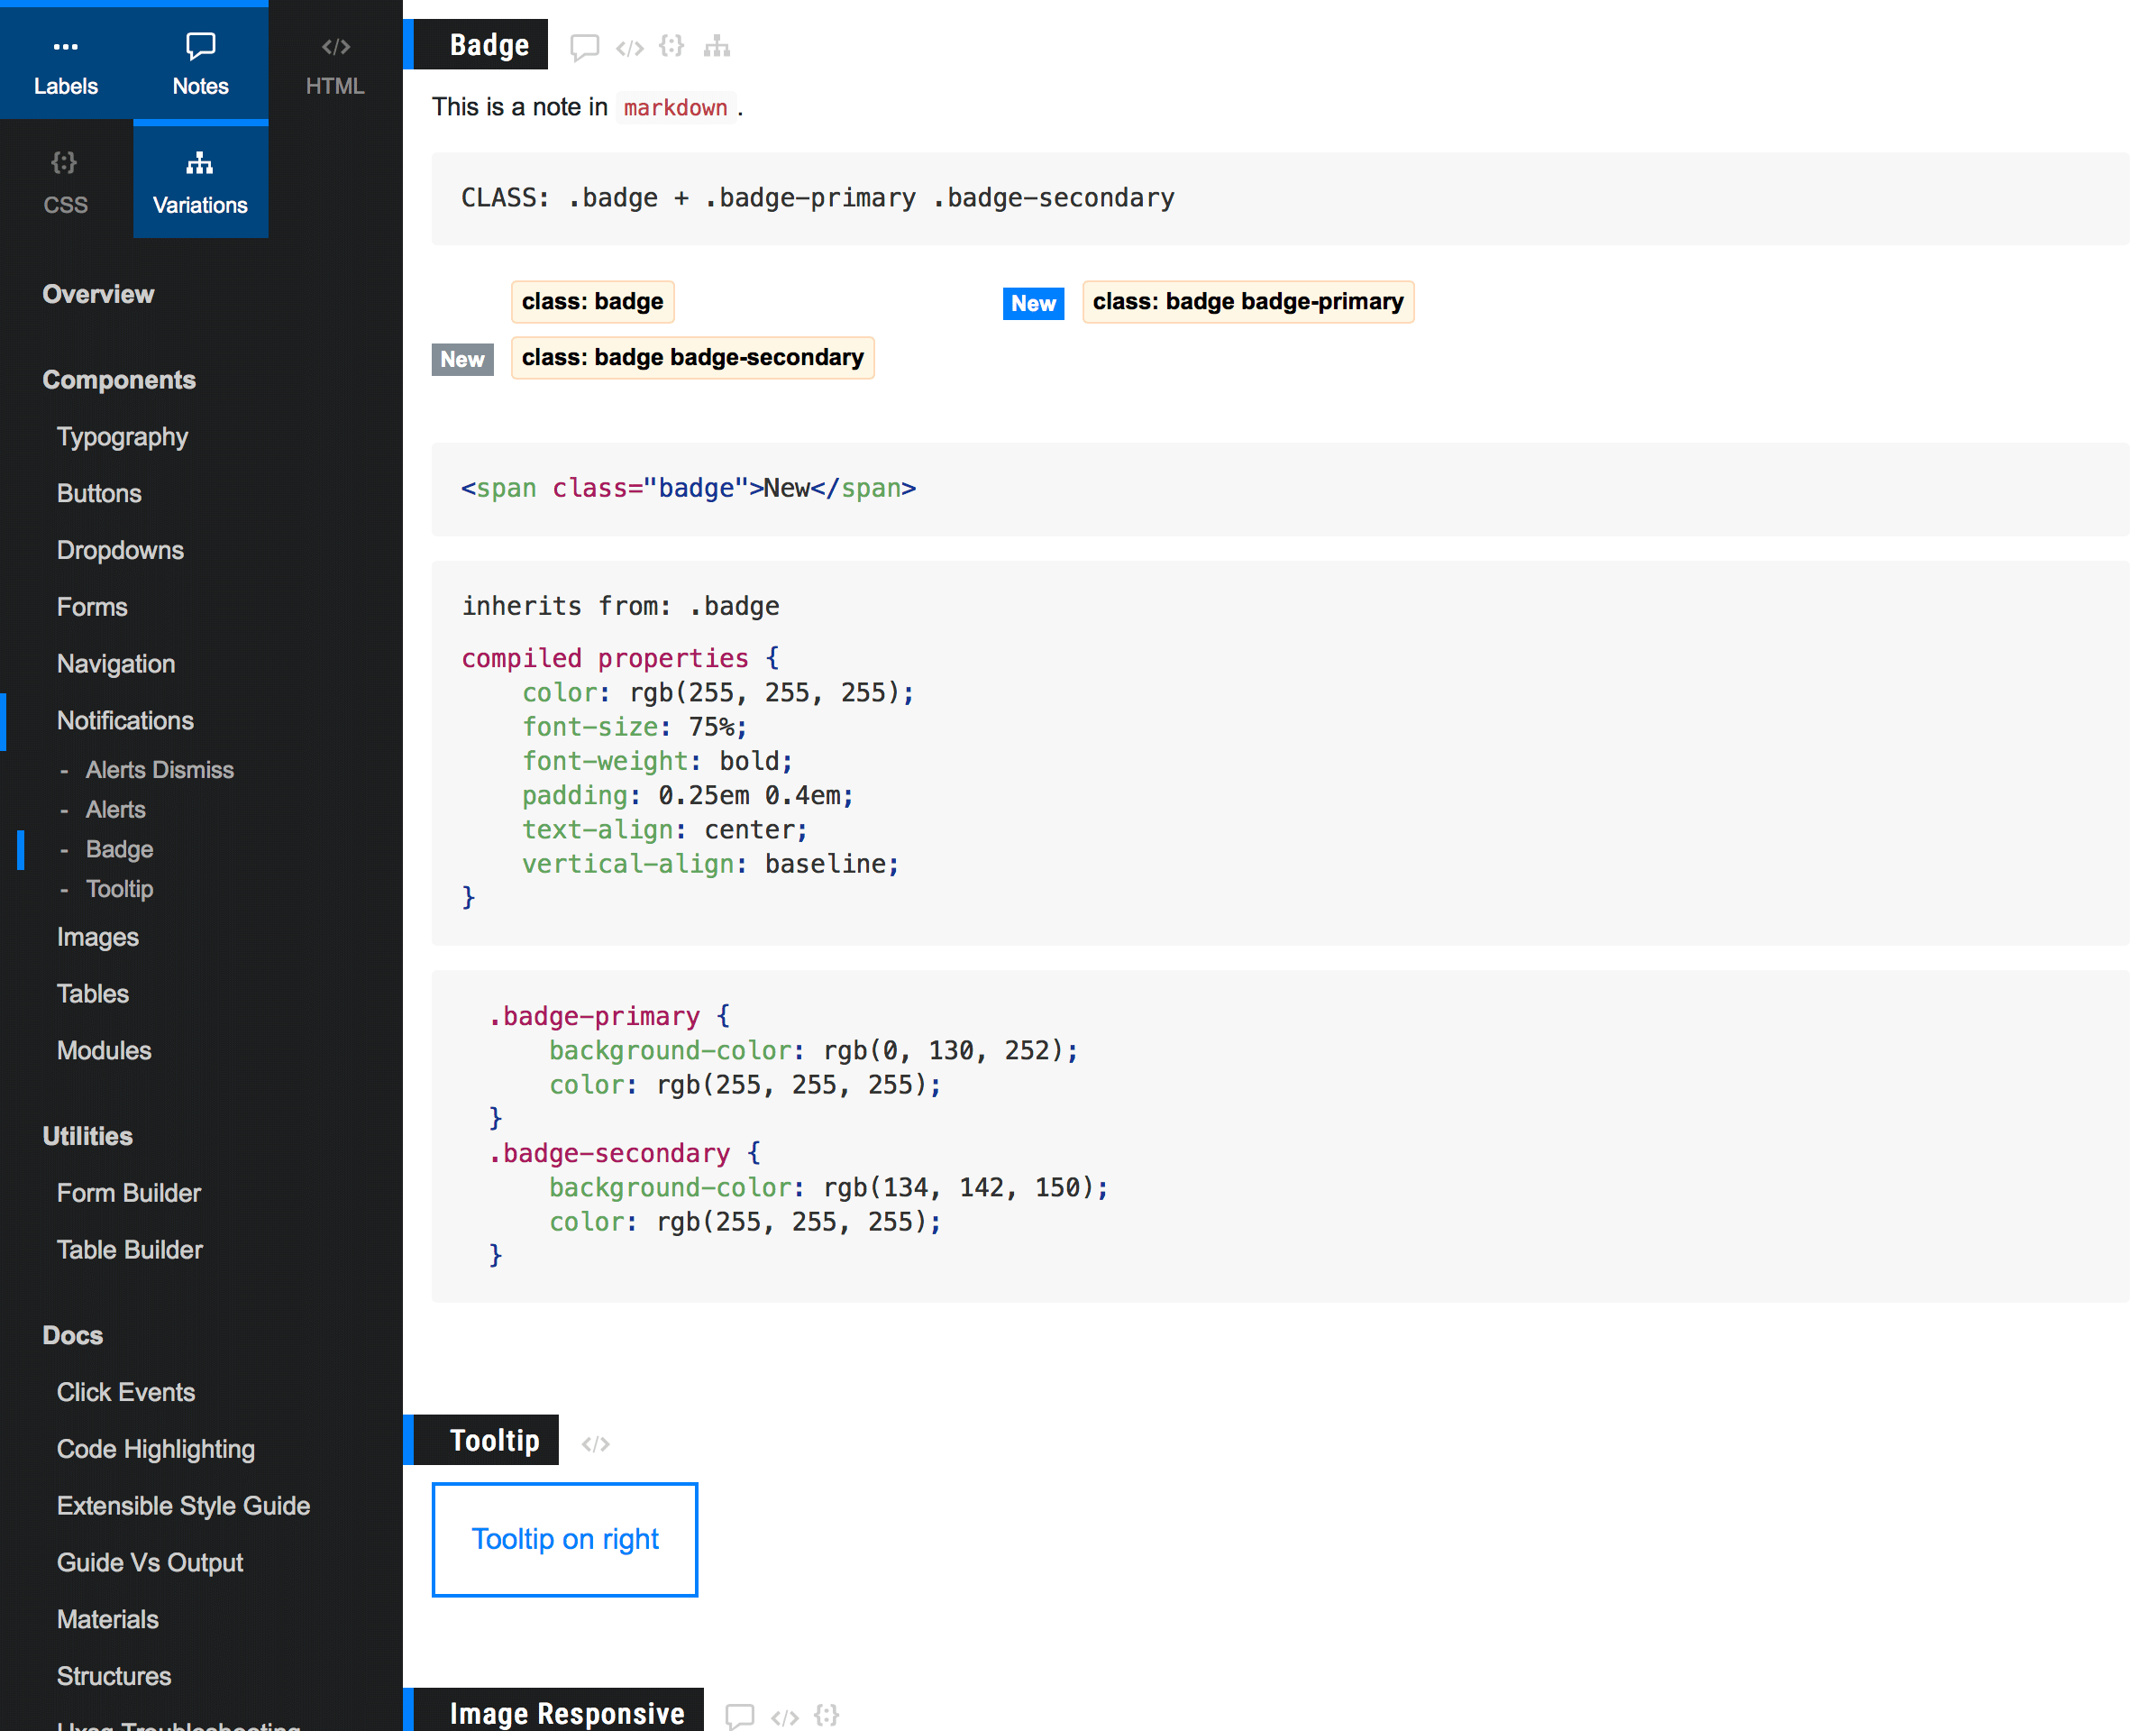 Labels
Notes
HTML
CSS
Variations
Overview
Components
Typography
Buttons
Dropdowns
Forms
Navigation
Notifications
- Alerts Dismiss
- Alerts
- Badge
- Tooltip
Images
Tables
Modules
Utilities
Form Builder
Table Builder
Docs
Click Events
Code Highlighting
Extensible Style Guide
Guide Vs Output
Materials
Structures
Badge
This is a note in markdown.
CLASS: .badge + .badge-primary .badge-secondary
class: badge
New class: badge badge-primary
New class: badge badge-secondary
<span class="badge">New</span>
inherits from: .badge
compiled properties {
color: rgb(255, 255, 255);
font-size: 75%;
font-weight: bold;
padding: 0.25em 0.4em;
text-align: center;
vertical-align: baseline;
}
.badge-primary {
background-color: rgb(0, 130, 252);
color: rgb(255, 255, 255);
}
.badge-secondary {
background-color: rgb(134, 142, 150);
color: rgb(255, 255, 255);
}
Tooltip
Tooltip on right
Image Responsive